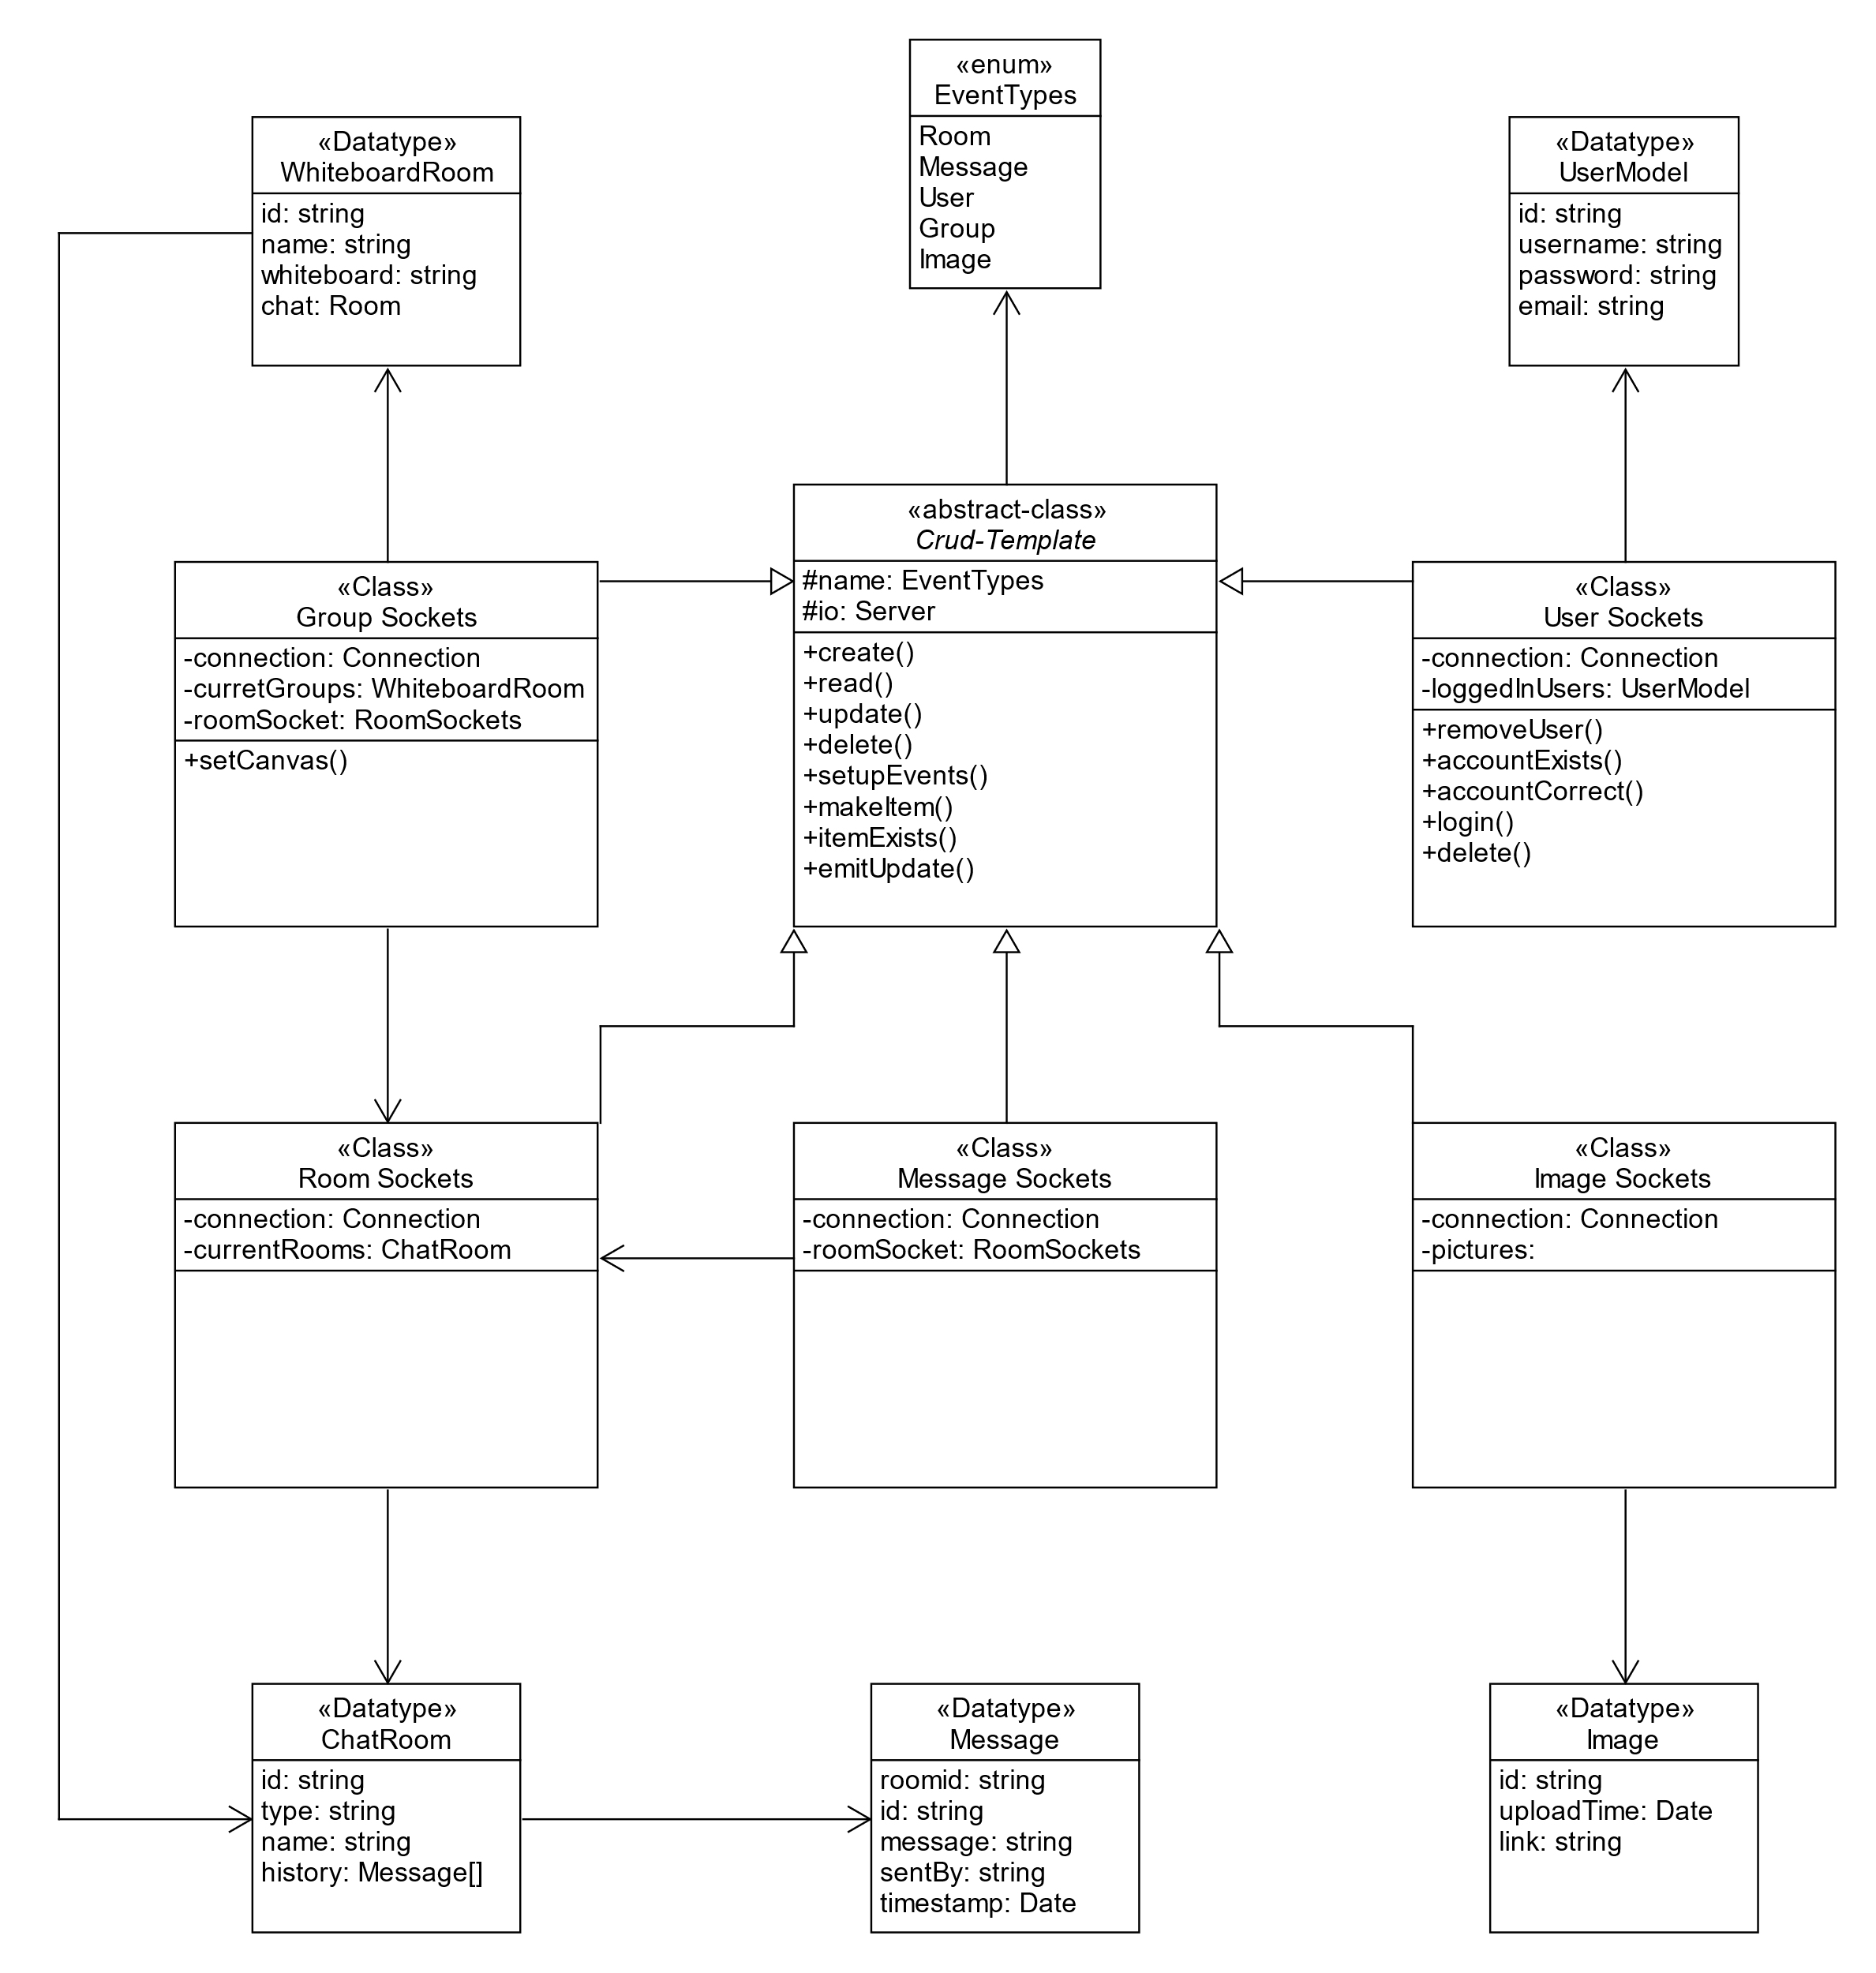 «enum»
EventTypes
Room
Message
User
Group
Image
«Datatype»
WhiteboardRoom
id: string
name: string
whiteboard: string
chat: Room
«Datatype»
UserModel
id: string
username: string
password: string
email: string
«abstract-class»
Crud-Template
#name: EventTypes
#io: Server
+create()
+read()
+update()
+delete()
+setupEvents()
+makeItem()
+itemExists()
+emitUpdate()
«Class»
Group Sockets
-connection: Connection
-curretGroups: WhiteboardRoom
-roomSocket: RoomSockets
+setCanvas()
«Class»
User Sockets
-connection: Connection
-loggedInUsers: UserModel
+removeUser()
+accountExists()
+accountCorrect()
+login()
+delete()
«Class»
Room Sockets
-connection: Connection
-currentRooms: ChatRoom
«Class»
Message Sockets
-connection: Connection
-roomSocket: RoomSockets
«Class»
Image Sockets
-connection: Connection
-pictures:
«Datatype»
ChatRoom
id: string
type: string
name: string
history: Message[]
«Datatype»
Message
roomid: string
id: string
message: string
sentBy: string
timestamp: Date
«Datatype»
Image
id: string
uploadTime: Date
link: string